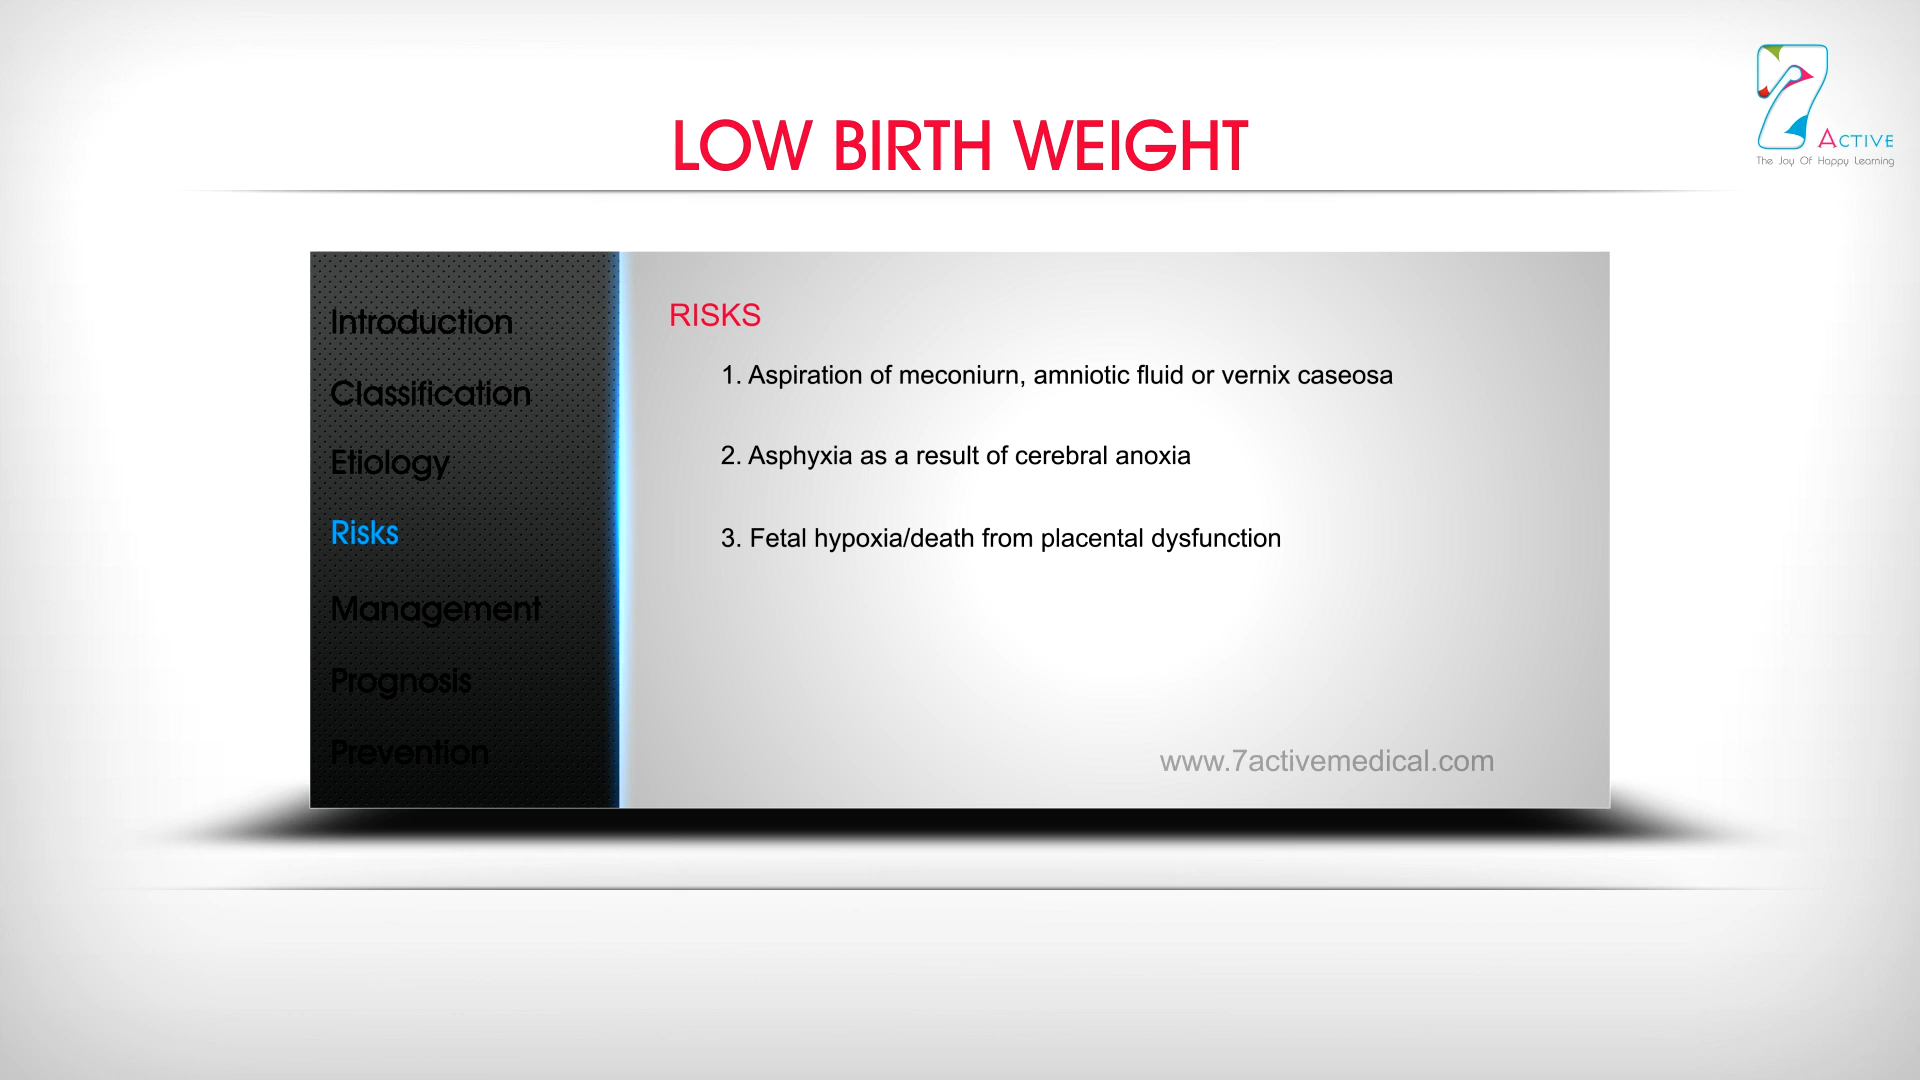 LOW BIRTH WEIGHT
7 ACTIVE
The Joy Of Happy Learning
Introduction
Classification
Etiology
Risks
Management
Prognosis
Prevention
RISKS
1. Aspiration of meconiurn, amniotic fluid or vernix caseosa
2. Asphyxia as a result of cerebral anoxia
3. Fetal hypoxia/death from placental dysfunction
www.7activemedical.com